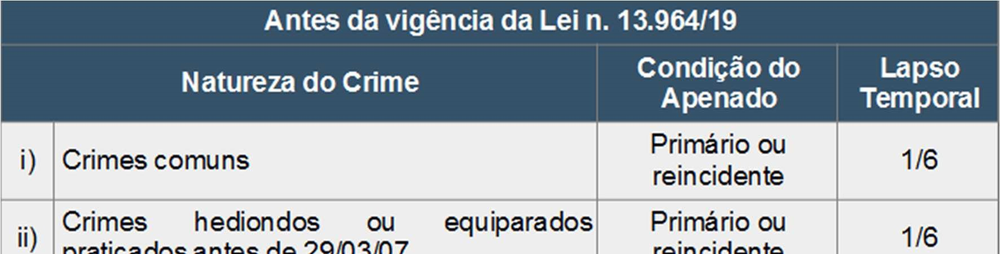 Antes da vigência da Lei n. 13.964/19
Natureza do Crime
Condição do
Apenado
Lapso
Temporal
i)
Crimes comuns
Primário ou
reincidente
1/6
ii)
Crimes hediondos ou equiparados
praticados antes de 29/03/07
Primário ou
reincidente
1/6